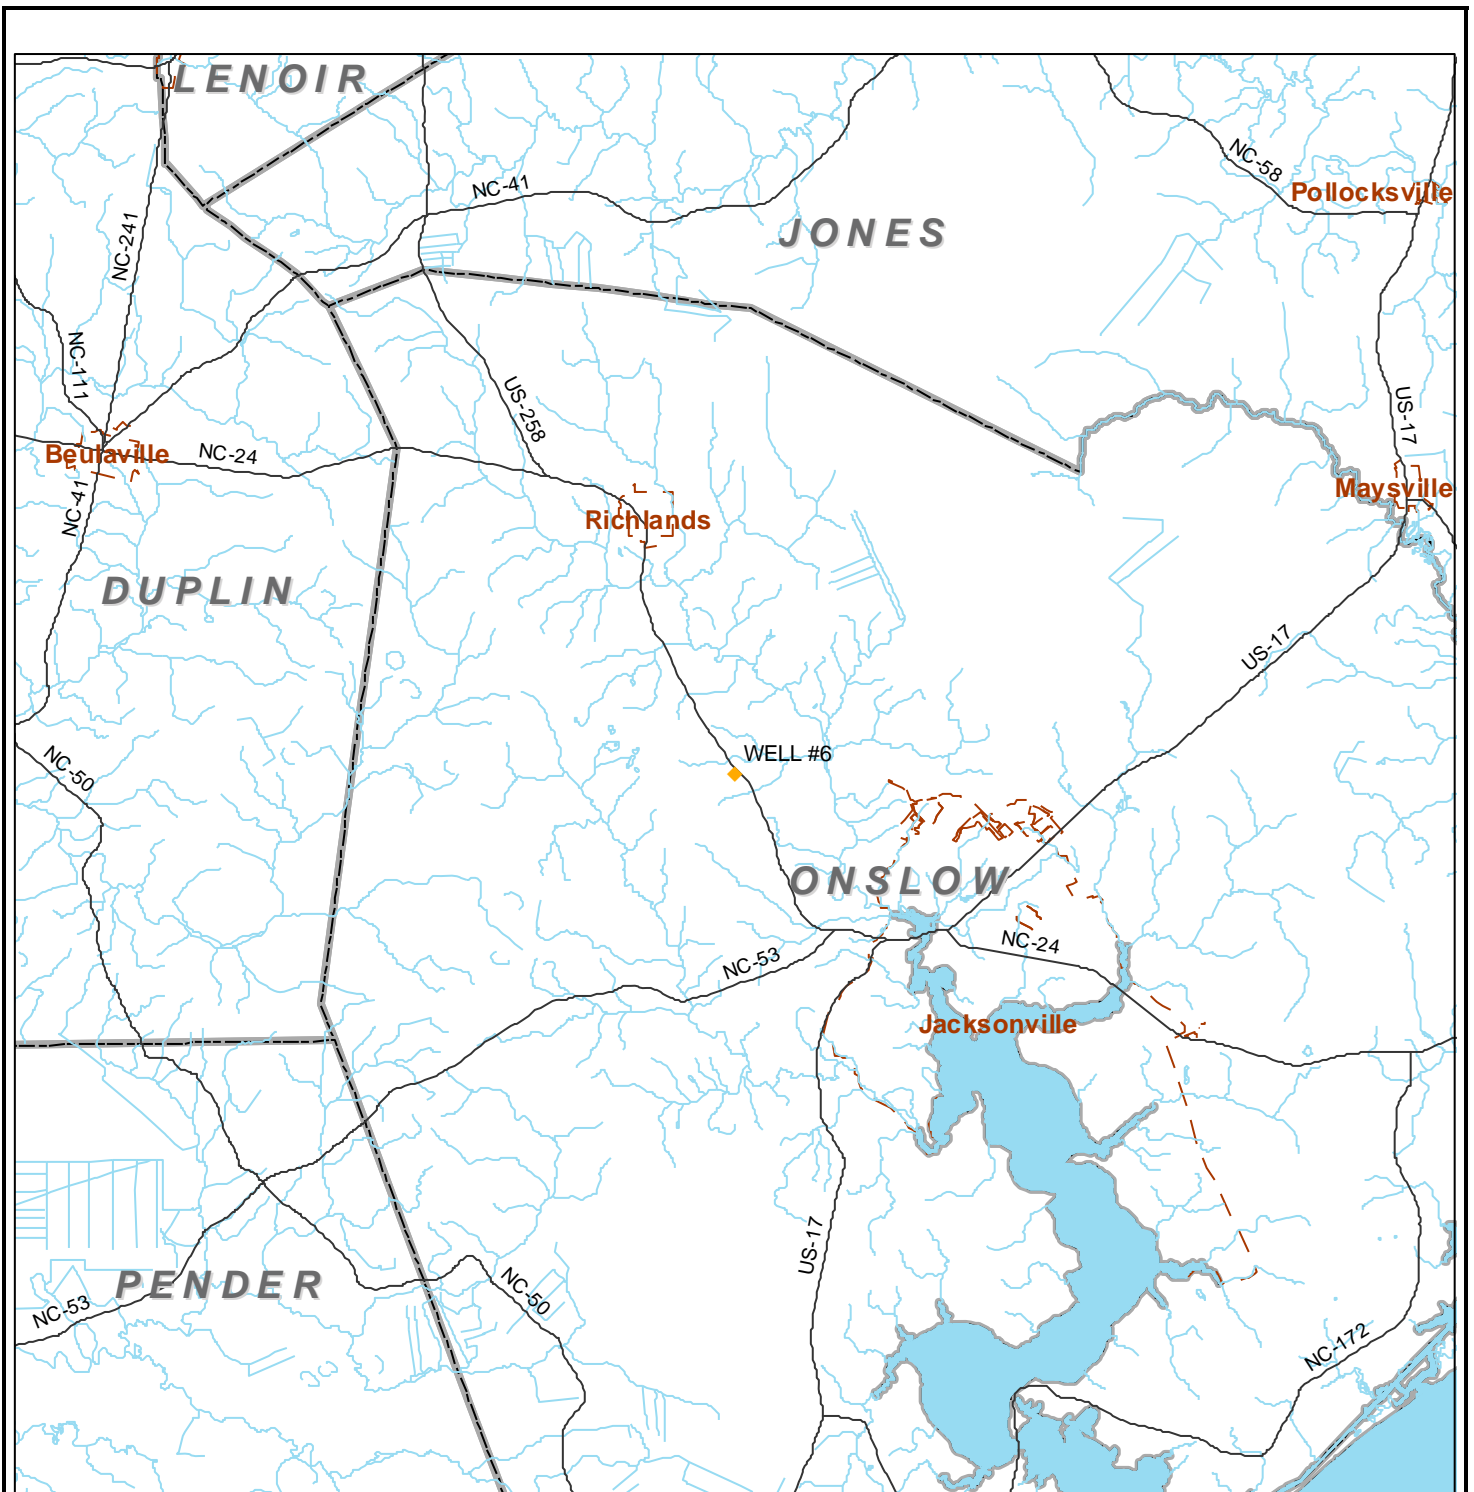 LENOIR
NC-58
NC-41
Pollocksville
NC-241
JONES
NC-111
US-258
US-17
Beulaville
NC-24
Maysville
NC-41
Richlands
DUPLIN
US-17
NC-50
WELL #6
ONSLOW
NC-24
NC-53
Jacksonville
US-17
PENDER
NC-50
NC-53
NC-172